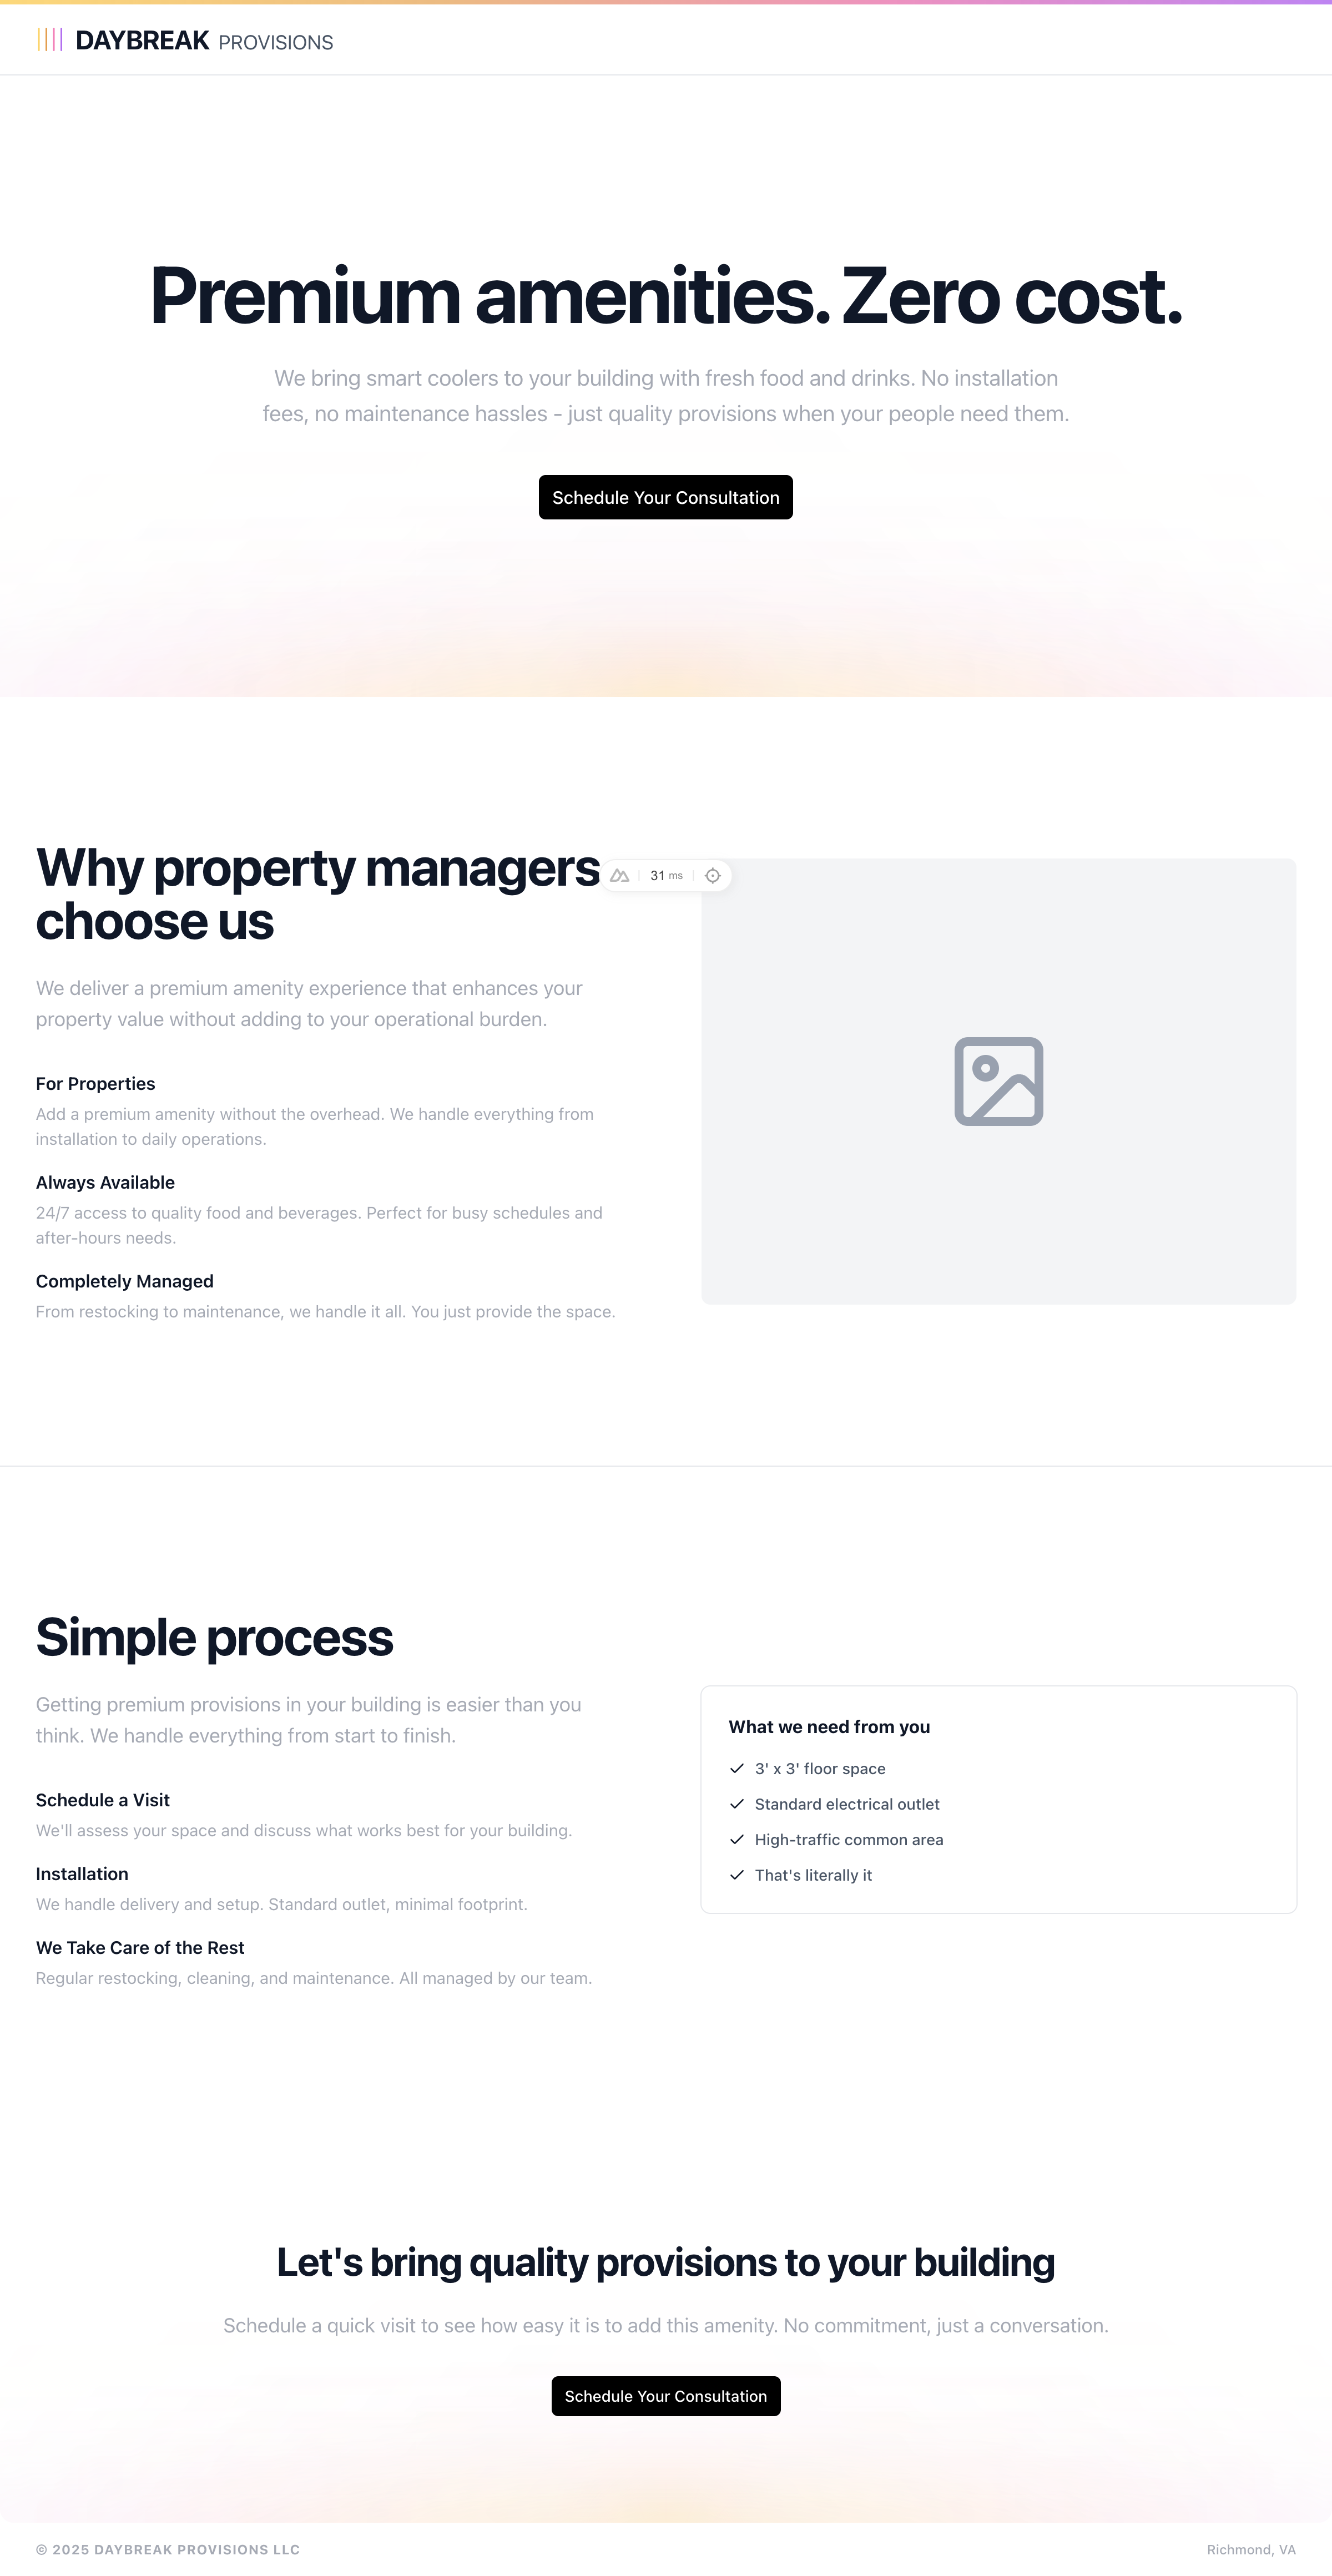 DAYBREAK PROVISIONS
Premium amenities. Zero cost.
We bring smart coolers to your building with fresh food and drinks. No installation
fees, no maintenance hassles - just quality provisions when your people need them.
Schedule Your Consultation
Why property managers
choose us
31 ms
We deliver a premium amenity experience that enhances your
property value without adding to your operational burden.
For Properties
Add a premium amenity without the overhead. We handle everything from
installation to daily operations.
Always Available
24/7 access to quality food and beverages. Perfect for busy schedules and
after-hours needs.
Completely Managed
From restocking to maintenance, we handle it all. You just provide the space.
Simple process
Getting premium provisions in your building is easier than you
think. We handle everything from start to finish.
Schedule a Visit
We'll assess your space and discuss what works best for your building.
Installation
We handle delivery and setup. Standard outlet, minimal footprint.
We Take Care of the Rest
Regular restocking, cleaning, and maintenance. All managed by our team.
What we need from you
3' x 3' floor space
Standard electrical outlet
High-traffic common area
That's literally it
Let's bring quality provisions to your building
Schedule a quick visit to see how easy it is to add this amenity. No commitment, just a conversation.
Schedule Your Consultation
© 2025 DAYBREAK PROVISIONS LLC
Richmond, VA